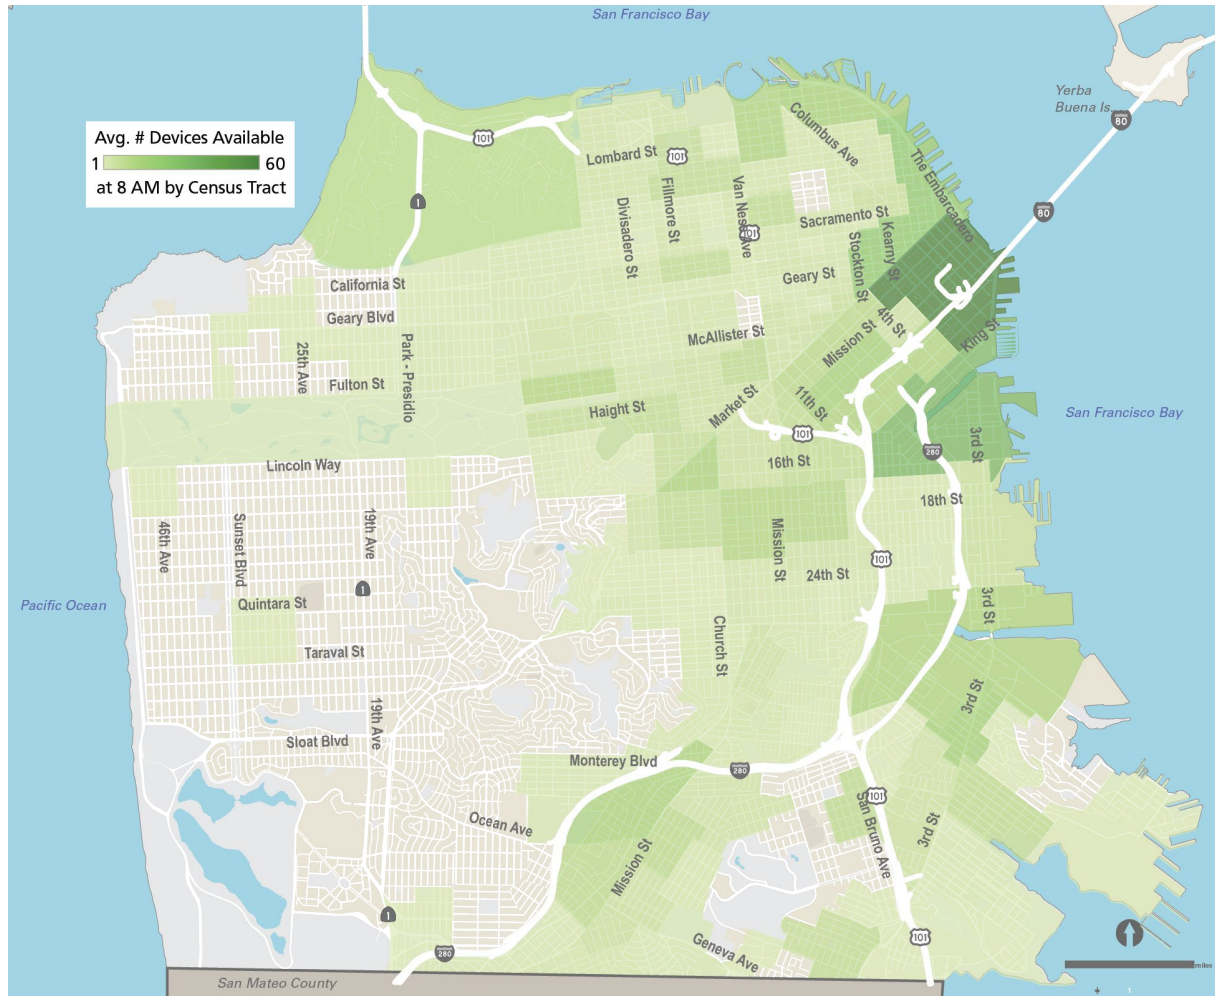 San Francisco Bay
Yerba
Buena Is.
80
Avg. # Devices Available
1 60
at 8 AM by Census Tract
101
Lombard St
101
Columbus Ave
The Embarcadero
1
80
Divisadero St
Fillmore St
Van Ness Ave
101
Sacramento St
Stockton St
Kearny St
California St
Geary St
Geary Blvd
McAllister St
Mission St
4th St
King St
25th Ave
Park - Presidio
Fulton St
Haight St
Market St
11th St
San Francisco Bay
101
280
3rd St
Lincoln Way
16th St
18th St
46th Ave
Sunset Blvd
19th Ave
Mission St
101
24th St
1
Pacific Ocean
Quintara St
3rd St
Taraval St
Church St
19th Ave
3rd St
Sloat Blvd
Monterey Blvd
280
101
San Bruno Ave
Ocean Ave
3rd St
Mission St
1
280
Geneva Ave
101
miles
1
San Mateo County